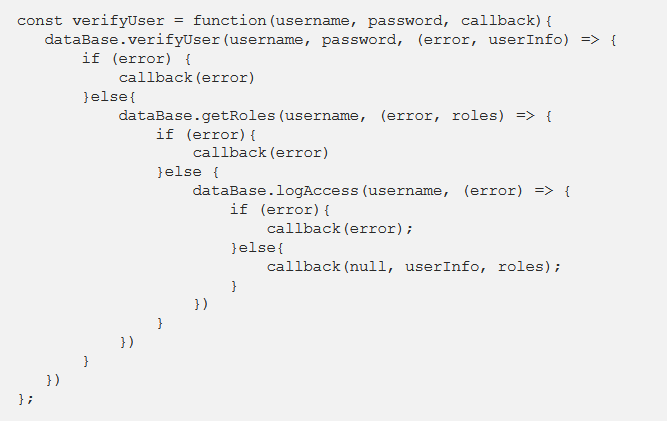 const verifyUser = function(username, password, callback){
   dataBase.verifyUser(username, password, (error, userInfo) => {
       if (error) {
           callback(error)
       }else{
           dataBase.getRoles(username, (error, roles) => {
               if (error){
                   callback(error)
               }else {
                   dataBase.logAccess(username, (error) => {
                       if (error){
                           callback(error);
                       }else{
                           callback(null, userInfo, roles);
                       }
                   })
               }
           })
       }
   })
};